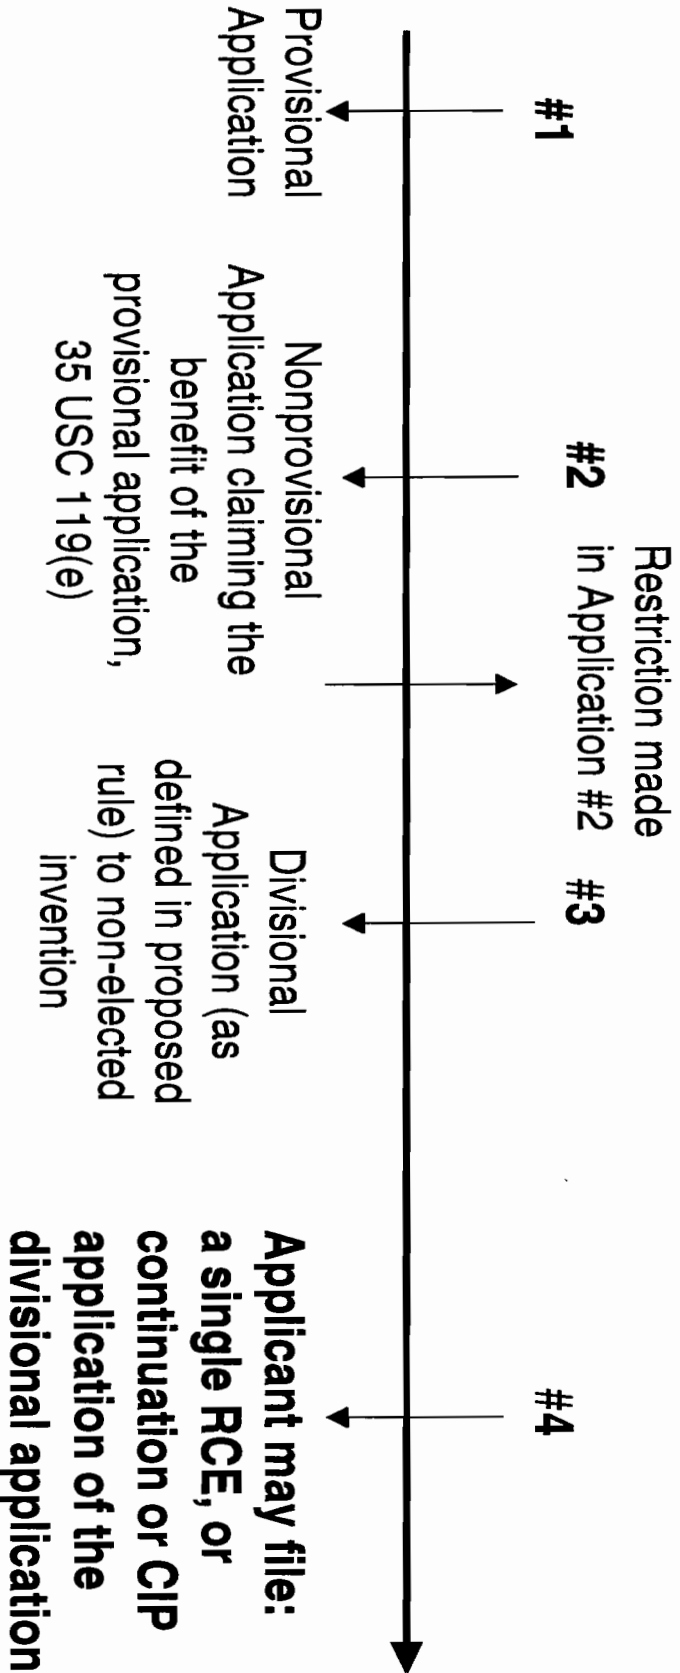 #1
Provisional
Application
#2
Nonprovisional
Application claiming the
benefit of the
provisional application,
35 USC 119(e)
Restriction made
in Application #2
#3
Divisional
Application (as
defined in proposed
rule) to non-elected
invention
#4
Applicant may file:
a single RCE, or
continuation or CIP
application of the
divisional application